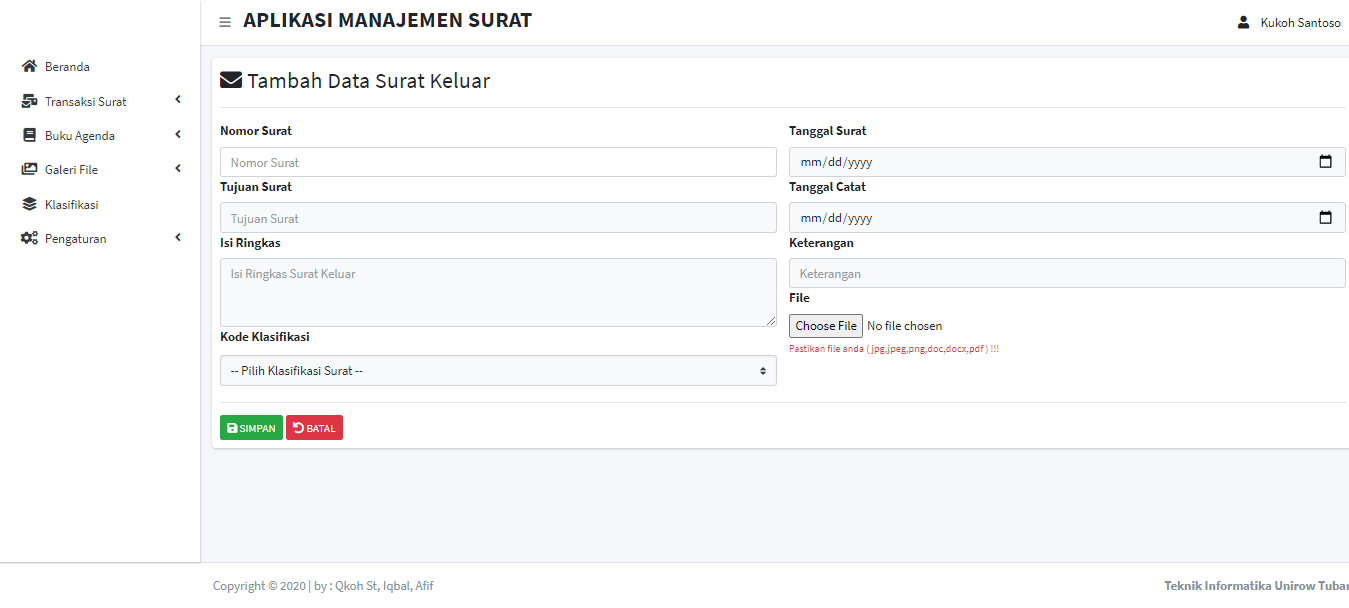 APLIKASI MANAJEMEN SURAT
Kukoh Santoso
Beranda
Transaksi Surat
Buku Agenda
Galeri File
Klasifikasi
Pengaturan
Tambah Data Surat Keluar
Nomor Surat
Nomor Surat
Tujuan Surat
Tujuan Surat
Isi Ringkas
Isi Ringkas Surat Keluar
Kode Klasifikasi
-- Pilih Klasifikasi Surat --
Tanggal Surat
mm/dd/yyyy
Tanggal Catat
mm/dd/yyyy
Keterangan
Keterangan
File
Choose File No file chosen
Pastikan file anda ( jpg,jpeg,png,doc,docx,pdf ) !!!
SIMPAN BATAL
Copyright © 2020 | by : Qkoh St, Iqbal, Afif
Teknik Informatika Unirow Tuban